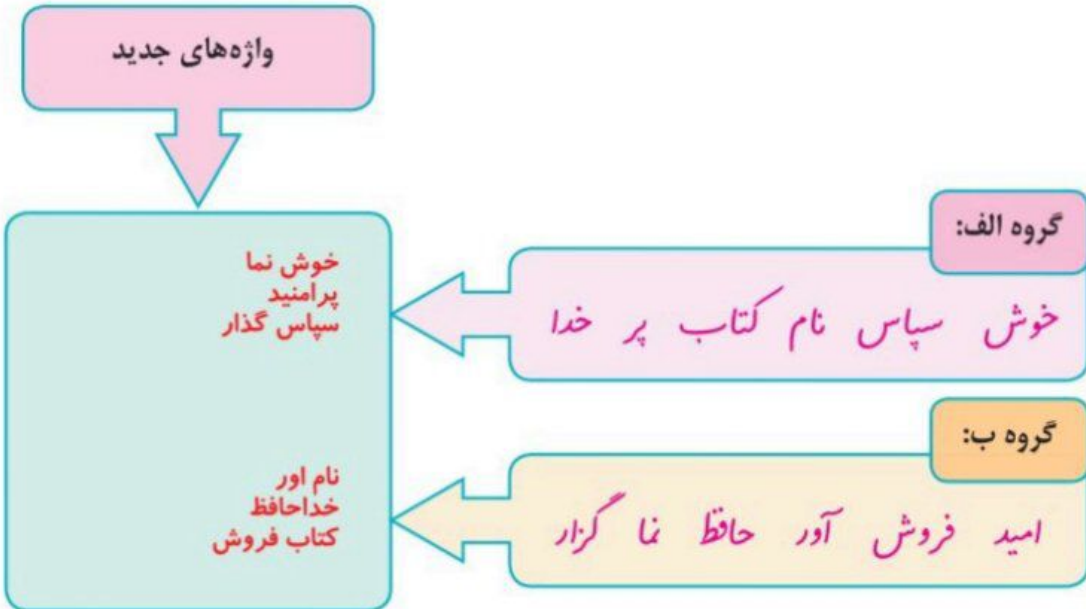 واژه‌های جدید
گروه الف:
خوش سپاس نام کتاب پر خدا
خوش نما
پرامنید
سپاس گذار
گروه ب:
امید فروش آور حافظ نما گزار
نام اور
خداحافظ
کتاب فروش